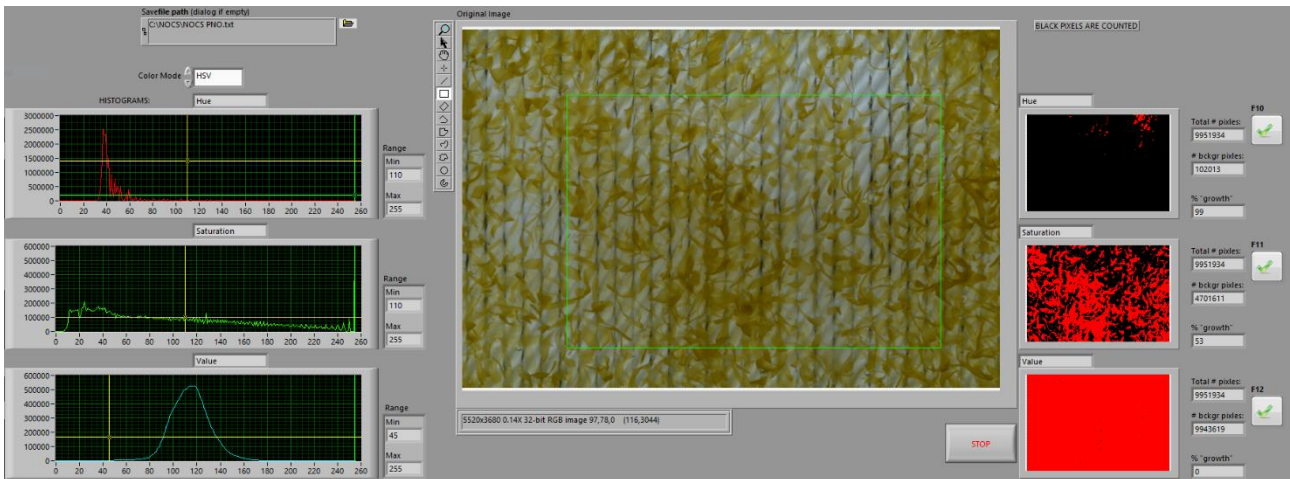 Savefile path (dialog if empty)
C:\NOCS\NOCS PNO.txt
Color Mode HSV
HISTOGRAMS:
Hue
3000000
2500000
2000000
1500000
1000000
500000
0
0 20 40 60 80 100 120 140 160 180 200 220 240 260
Range
Min
110
Max
255
Saturation
600000
500000
400000
300000
200000
100000
0
0 20 40 60 80 100 120 140 160 180 200 220 240 260
Range
Min
110
Max
255
Value
600000
500000
400000
300000
200000
100000
0
0 20 40 60 80 100 120 140 160 180 200 220 240 260
Range
Min
45
Max
255
Original Image
5520x3680 0.14X 32-bit RGB image 97,78,0 (116,3044)
STOP
BLACK PIXELS ARE COUNTED
Hue
Total # pixles:
9951934
# bckgr pixles:
102013
% "growth"
99
F10
Saturation
Total # pixles:
9951934
# bckgr pixles:
4701611
% "growth"
53
F11
Value
Total # pixles:
9951934
# bckgr pixles:
9943619
% "growth"
0
F12